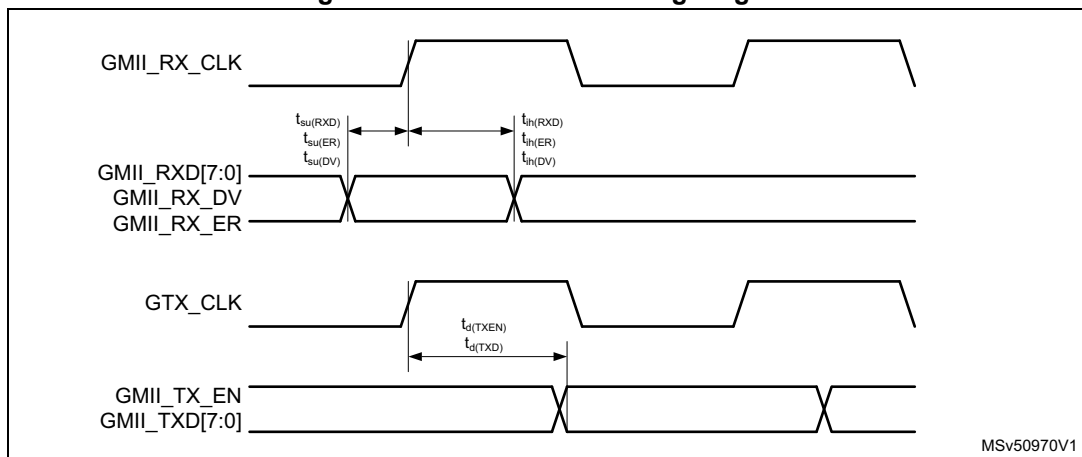 GMII_RX_CLK
tsu(RXD)
tsu(ER)
tsu(DV)
tih(RXD)
tih(ER)
tih(DV)
GMII_RXD[7:0]
GMII_RX_DV
GMII_RX_ER
GTX_CLK
td(TXEN)
td(TXD)
GMII_TX_EN
GMII_TXD[7:0]
MSv50970V1